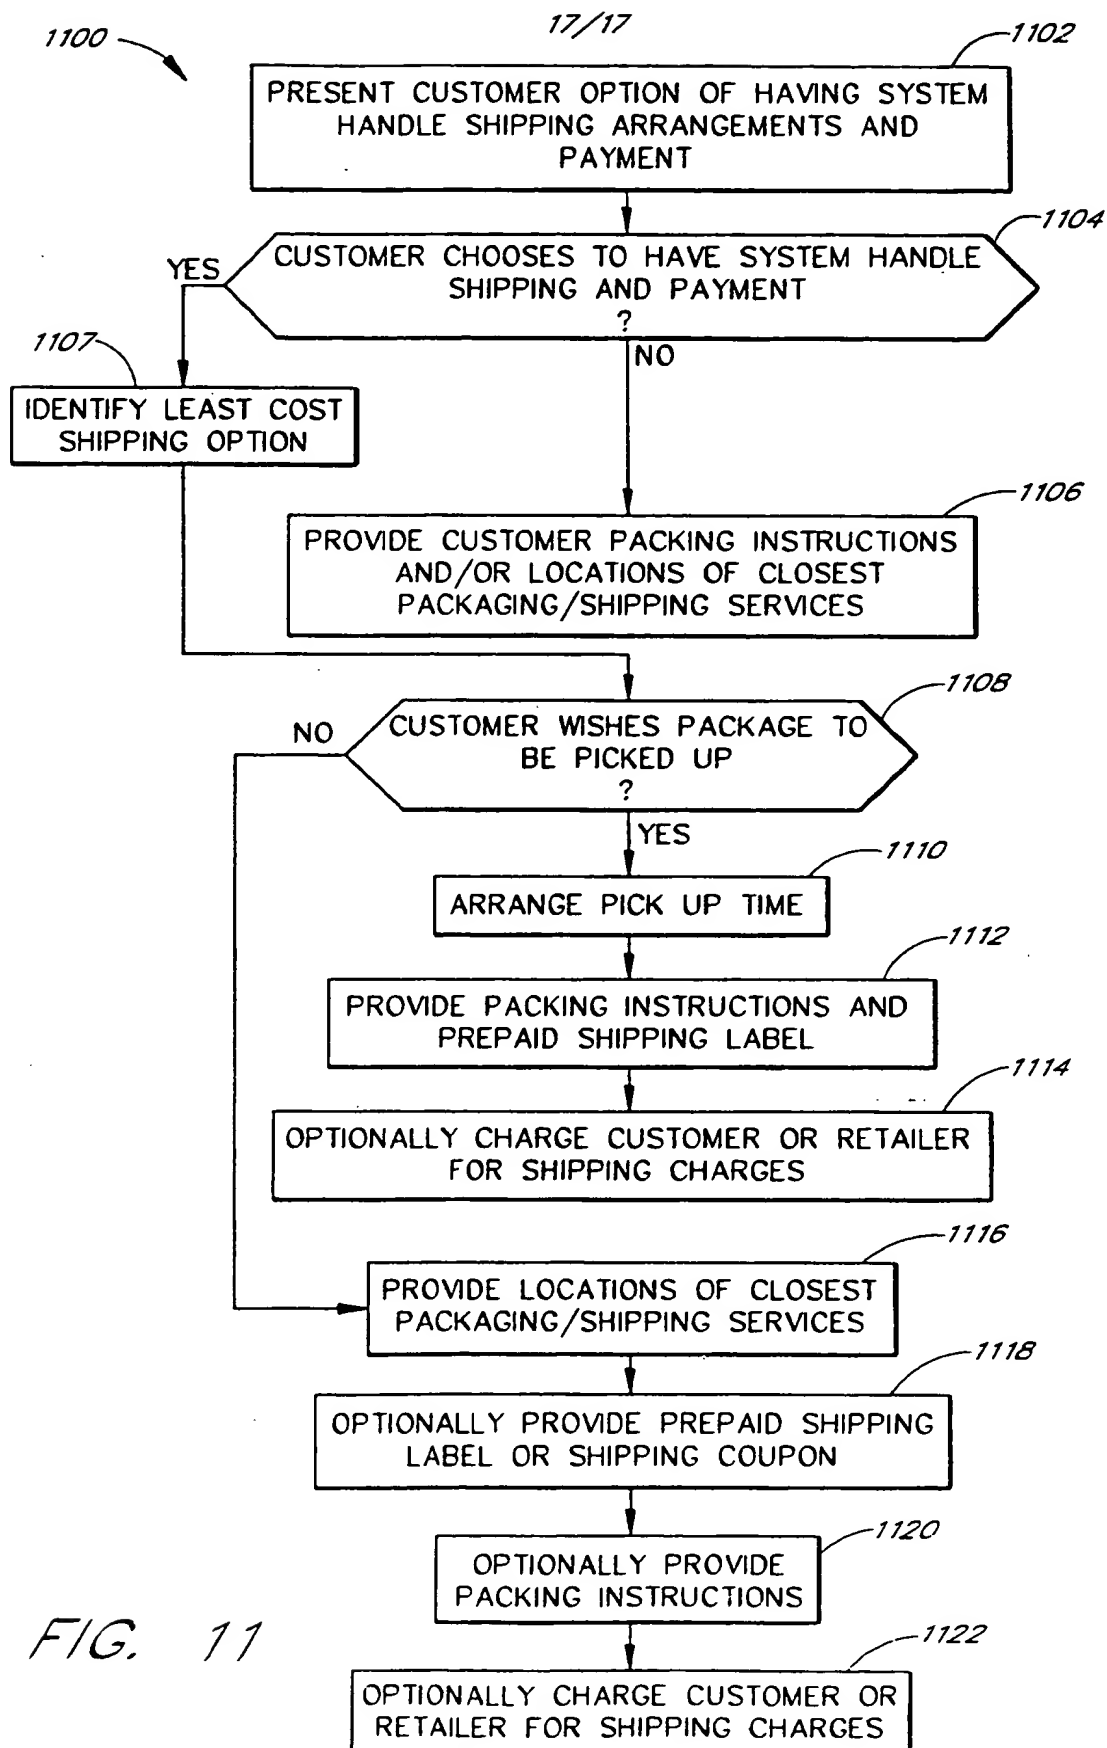 17/17
1100
1102
PRESENT CUSTOMER OPTION OF HAVING SYSTEM
HANDLE SHIPPING ARRANGEMENTS AND
PAYMENT
1104
CUSTOMER CHOOSES TO HAVE SYSTEM HANDLE
SHIPPING AND PAYMENT
?
YES
NO
1107
IDENTIFY LEAST COST
SHIPPING OPTION
1106
PROVIDE CUSTOMER PACKING INSTRUCTIONS
AND/OR LOCATIONS OF CLOSEST
PACKAGING/SHIPPING SERVICES
1108
CUSTOMER WISHES PACKAGE TO
BE PICKED UP
?
NO
YES
1110
ARRANGE PICK UP TIME
1112
PROVIDE PACKING INSTRUCTIONS AND
PREPAID SHIPPING LABEL
1114
OPTIONALLY CHARGE CUSTOMER OR RETAILER
FOR SHIPPING CHARGES
1116
PROVIDE LOCATIONS OF CLOSEST
PACKAGING/SHIPPING SERVICES
1118
OPTIONALLY PROVIDE PREPAID SHIPPING
LABEL OR SHIPPING COUPON
1120
OPTIONALLY PROVIDE
PACKING INSTRUCTIONS
1122
OPTIONALLY CHARGE CUSTOMER OR
RETAILER FOR SHIPPING CHARGES
FIG. 11